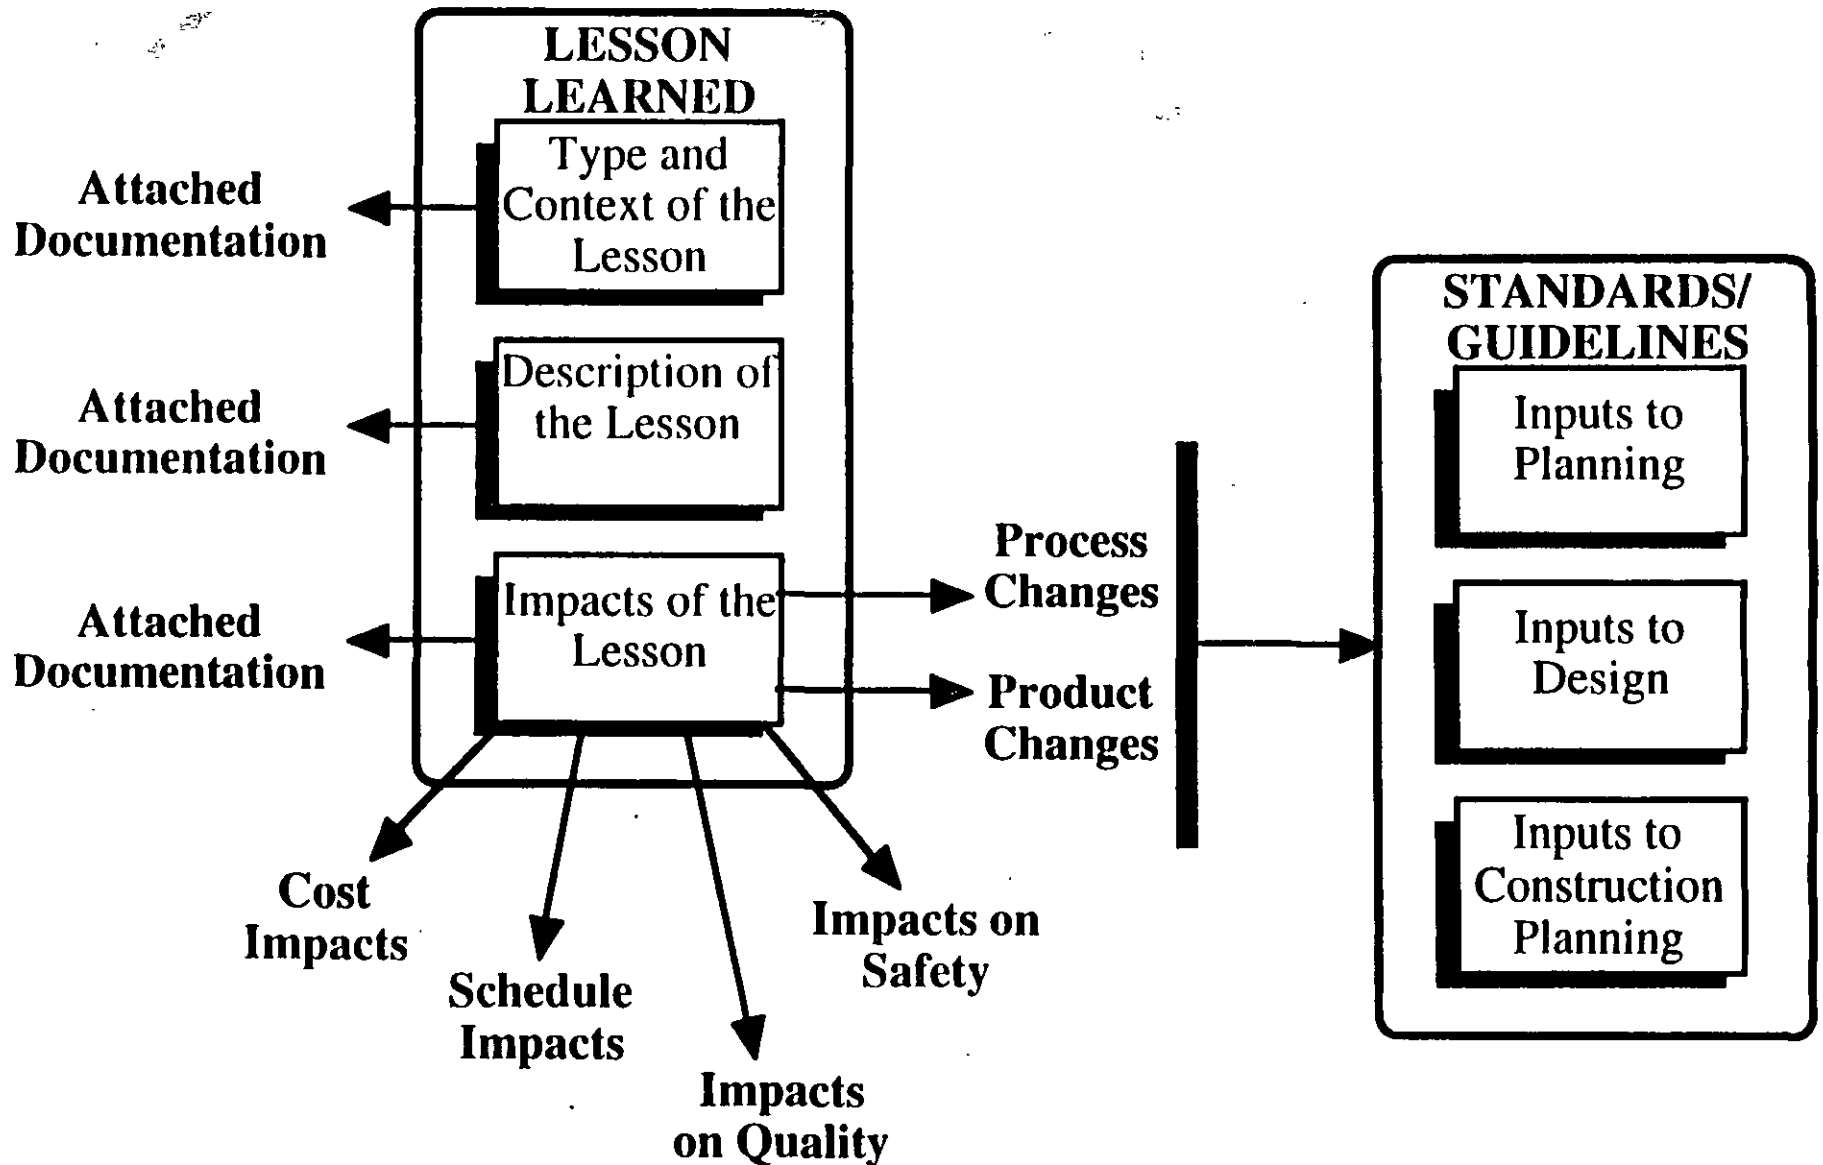 LESSON
LEARNED
Type and
Context of the
Lesson
Attached
Documentation
Description of
the Lesson
Attached
Documentation
Impacts of the
Lesson
Attached
Documentation
Process
Changes
Product
Changes
Cost
Impacts
Schedule
Impacts
Impacts
on Quality
Impacts on
Safety
STANDARDS/
GUIDELINES
Inputs to
Planning
Inputs to
Design
Inputs to
Construction
Planning